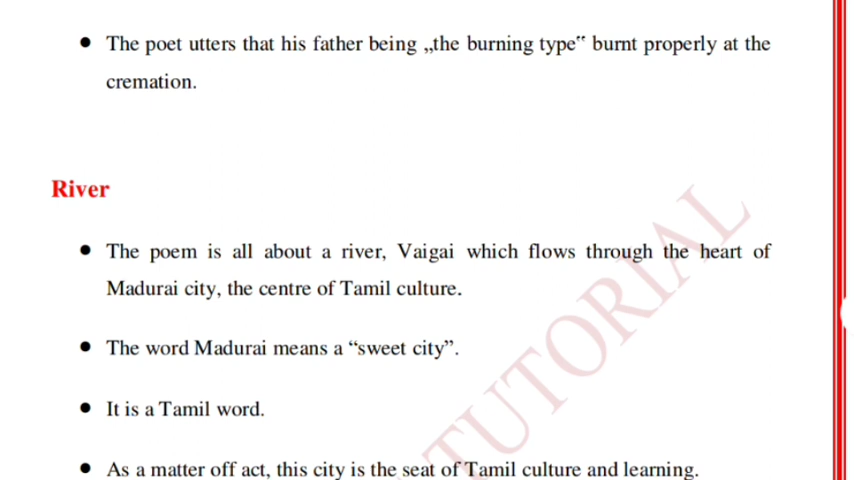 • The poet utters that his father being „the burning type‟ burnt properly at the
cremation.
River
• The poem is all about a river, Vaigai which flows through the heart of
Madurai city, the centre of Tamil culture.
• The word Madurai means a “sweet city”.
• It is a Tamil word.
• As a matter off act, this city is the seat of Tamil culture and learning.
TUTORIAL